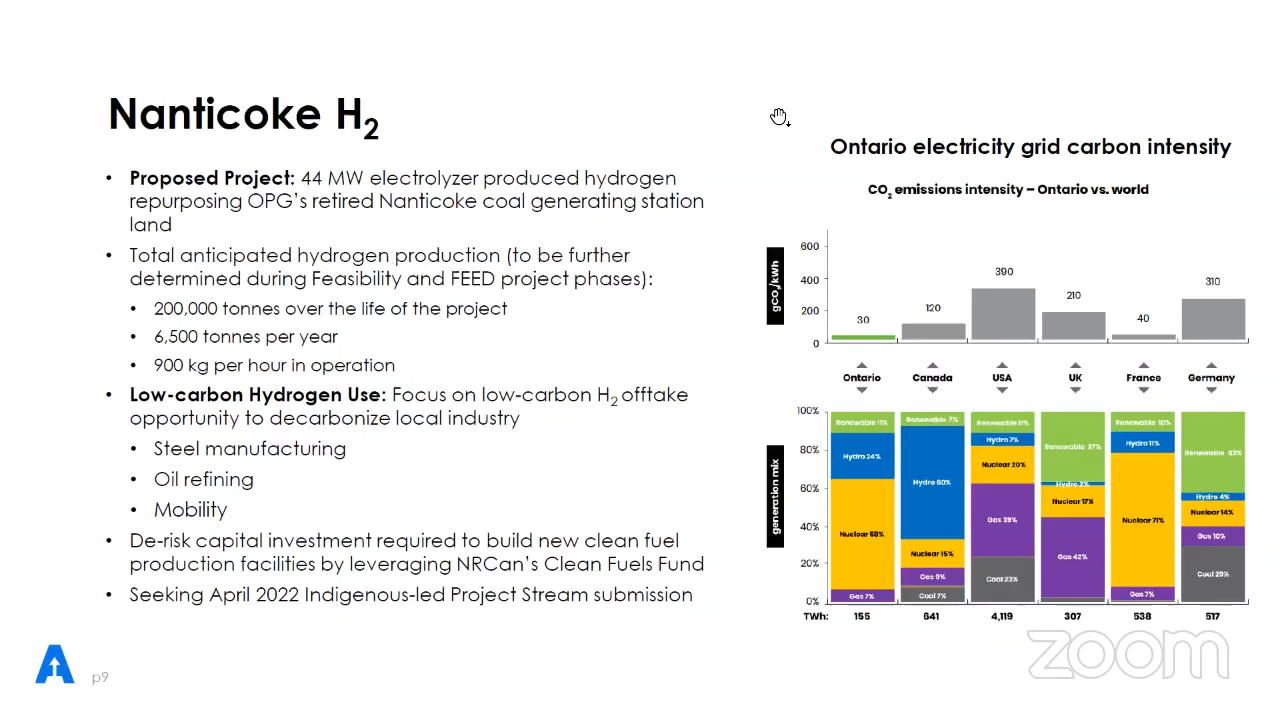 Nanticoke H2
• Proposed Project: 44 MW electrolyzer produced hydrogen
repurposing OPG's retired Nanticoke coal generating station
land
• Total anticipated hydrogen production (to be further
determined during Feasibility and FEED project phases):
• 200,000 tonnes over the life of the project
• 6,500 tonnes per year
• 900 kg per hour in operation
• Low-carbon Hydrogen Use: Focus on low-carbon H2 offtake
opportunity to decarbonize local industry
• Steel manufacturing
• Oil refining
• Mobility
• De-risk capital investment required to build new clean fuel
production facilities by leveraging NRCan's Clean Fuels Fund
• Seeking April 2022 Indigenous-led Project Stream submission
p9
Ontario electricity grid carbon intensity
CO2 emissions intensity – Ontario vs. world
gCO2/kWh
600
400
200
0
30
120
390
210
40
310
Ontario
Canada
USA
UK
France
Germany
generation mix
100%
80%
60%
40%
20%
0%
Renewable 11%
Hydro 24%
Nuclear 58%
Gas 7%
Renewable 7%
Hydro 60%
Nuclear 15%
Gas 9%
Coal 7%
Renewable 11%
Hydro 7%
Nuclear 20%
Gas 39%
Coal 23%
Renewable 37%
Hydro 2%
Nuclear 17%
Gas 42%
Renewable 10%
Hydro 11%
Nuclear 71%
Gas 7%
Renewable 43%
Hydro 4%
Nuclear 14%
Gas 10%
Coal 29%
TWh: 155 641 4,119 307 538 517
zoom